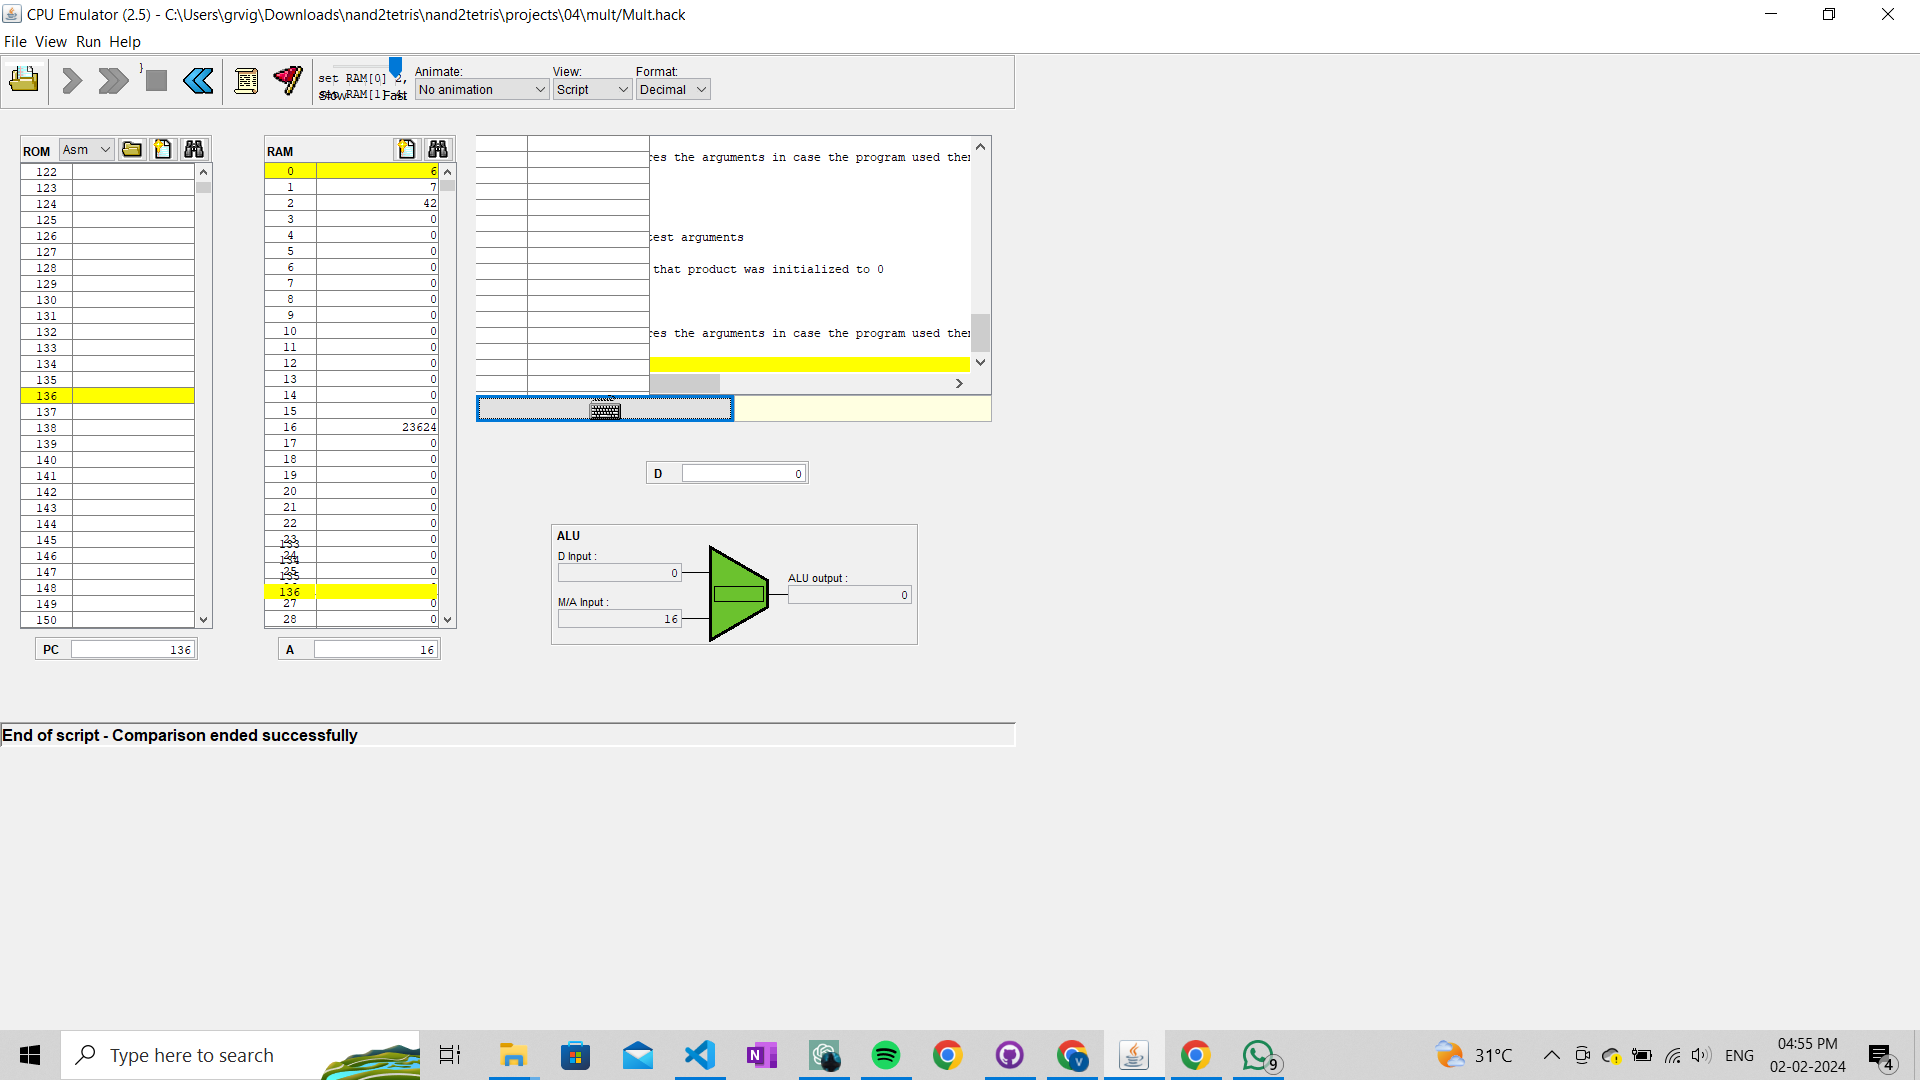 CPU Emulator (2.5) - C:\Users\grvig\Downloads\nand2tetris\nand2tetris\projects\04\mult/Mult.hack
File View Run Help
}
set RAM[0] 2,
Slow Fast
Animate:
No animation
View:
Script
Format:
Decimal
ROM Asm
122
123
124
125
126
127
128
129
130
131
132
133
134
135
136
137
138
139
140
141
142
143
144
145
146
147
148
149
150
PC 136
RAM
0 6
1 7
2 42
3 0
4 0
5 0
6 0
7 0
8 0
9 0
10 0
11 0
12 0
13 0
14 0
15 0
16 23624
17 0
18 0
19 0
20 0
21 0
22 0
23 0
133
24 0
134
25 0
135
136
27 0
28 0
A 16
res the arguments in case the program used the
test arguments
that product was initialized to 0
res the arguments in case the program used the
D 0
ALU
D Input :
0
M/A Input :
16
ALU output :
0
End of script - Comparison ended successfully
Type here to search
31°C
ENG
04:55 PM
02-02-2024
9
4